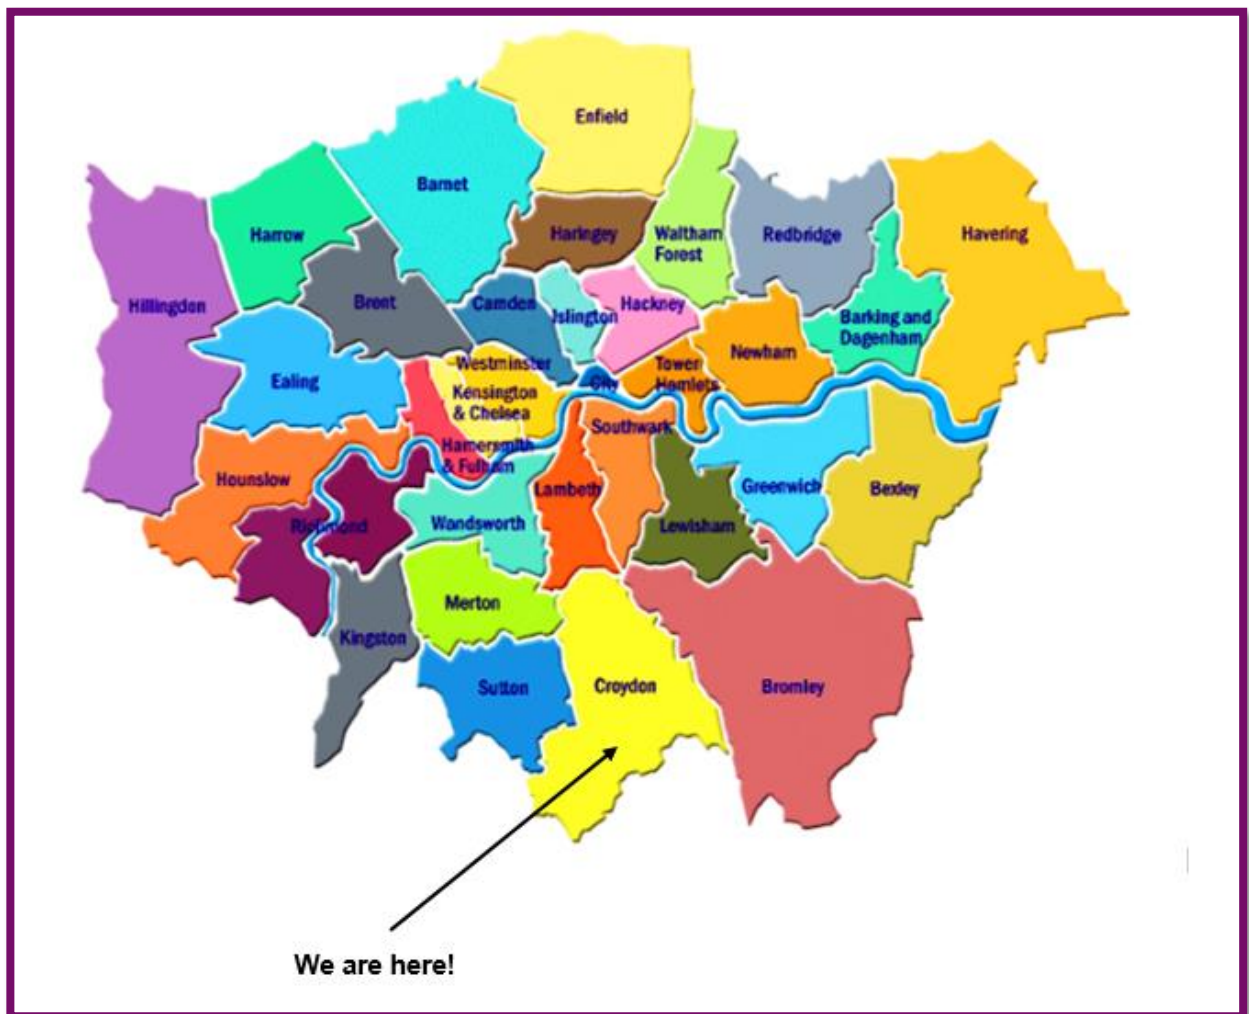 Enfield
Barnet
Haringey
Waltham
Forest
Redbridge
Havering
Harrow
Hillingdon
Brent
Camden
Islington
Hackney
Barking and
Dagenham
Newham
Ealing
Westminster
Kensington
& Chelsea
City
Tower
Hamlets
Southwark
Hamersmith
& Fulham
Hounslow
Richmond
Wandsworth
Lambeth
Lewisham
Greenwich
Bexley
Merton
Kingston
Sutton
Croydon
Bromley
We are here!